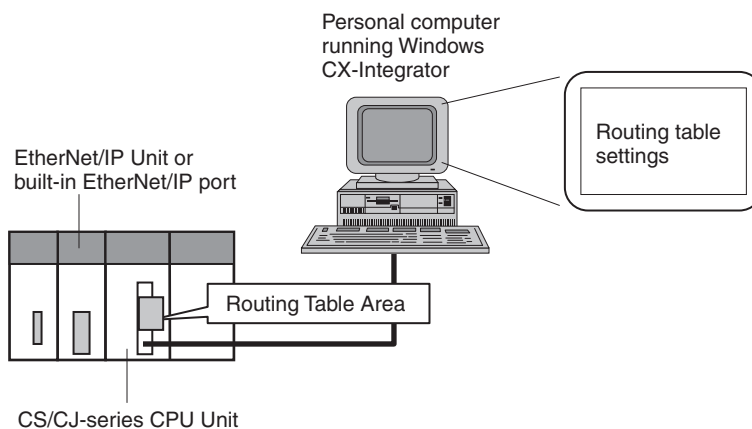 Personal computer
running Windows
CX-Integrator
Routing table
settings
EtherNet/IP Unit or
built-in EtherNet/IP port
Routing Table Area
CS/CJ-series CPU Unit